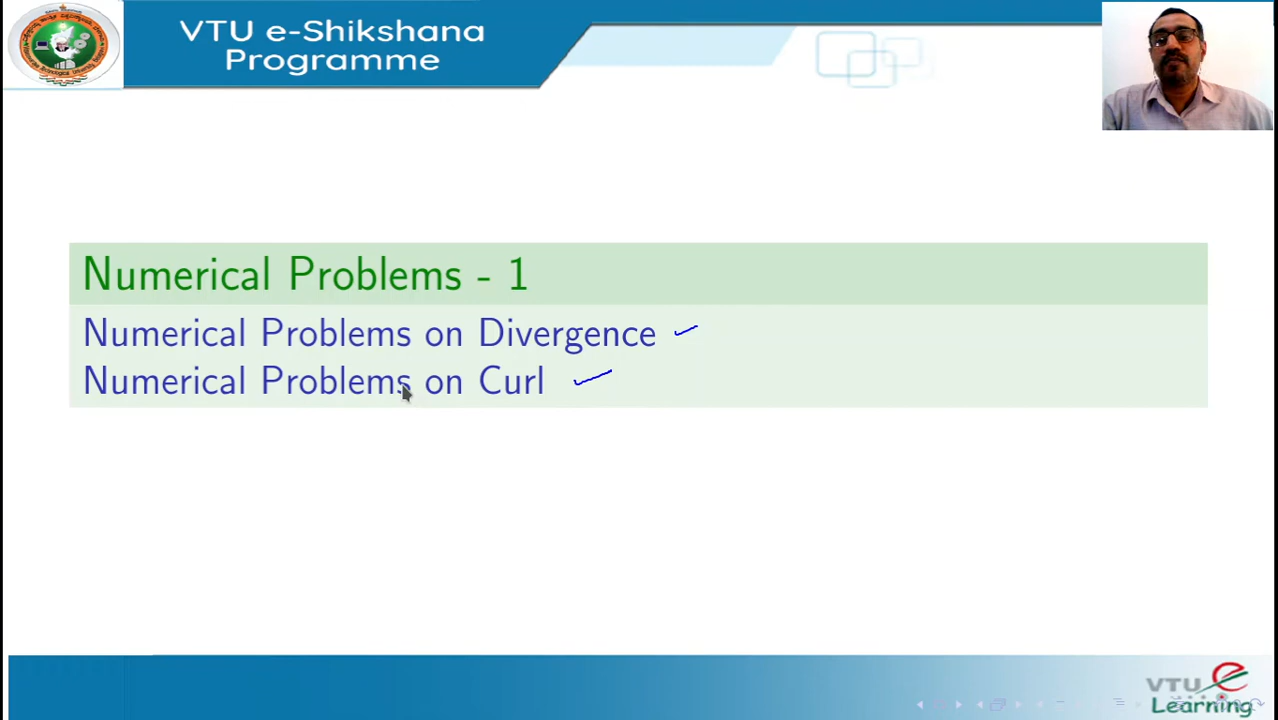 VTU e-Shikshana
Programme
Numerical Problems - 1
Numerical Problems on Divergence
Numerical Problems on Curl
VTU e
Learning